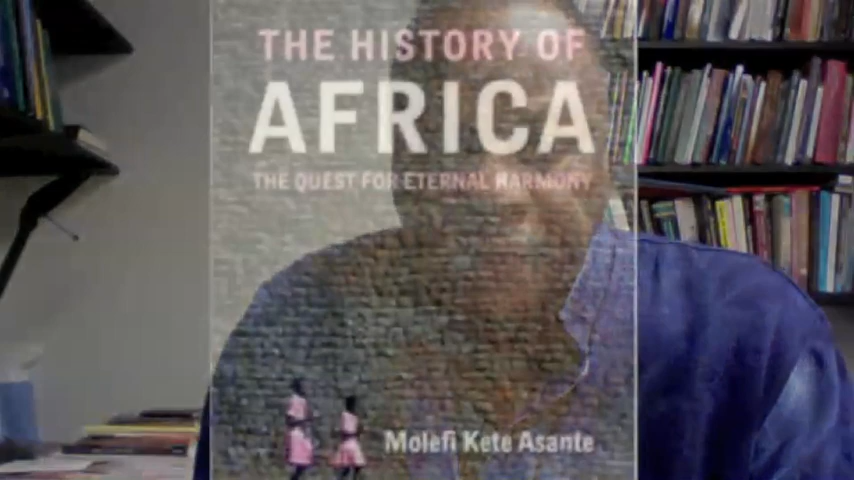 THE HISTORY OF
AFRICA
THE QUEST FOR ETERNAL HARMONY
Molefi Kete Asante